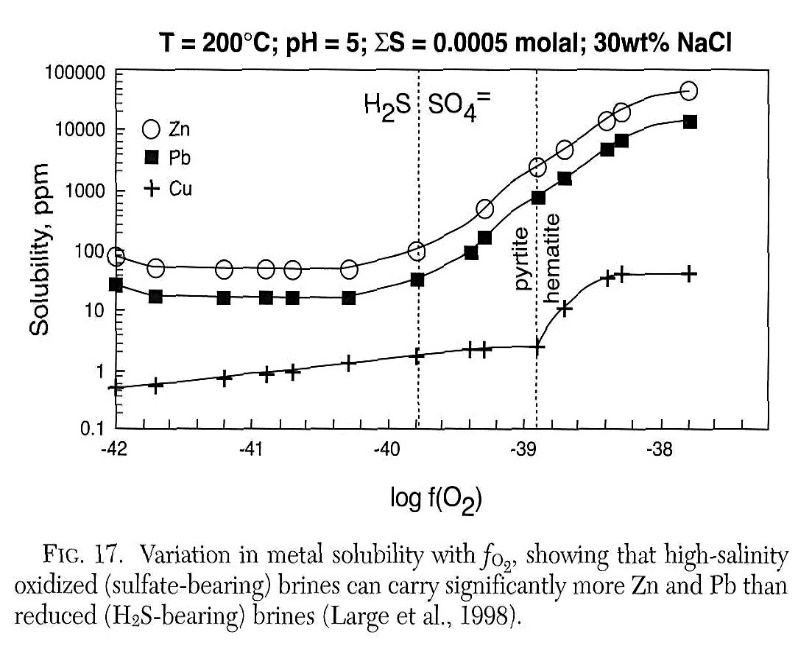 T = 200°C; pH = 5; ΣS = 0.0005 molal; 30wt% NaCl
100000
10000
1000
100
10
1
0.1
Solubility, ppm
Zn
Pb
Cu
H₂S SO₄⁼
pyrtite
hematite
-42 -41 -40 -39 -38
log f(O₂)
FIG. 17. Variation in metal solubility with fO₂, showing that high-salinity
oxidized (sulfate-bearing) brines can carry significantly more Zn and Pb than
reduced (H₂S-bearing) brines (Large et al., 1998).